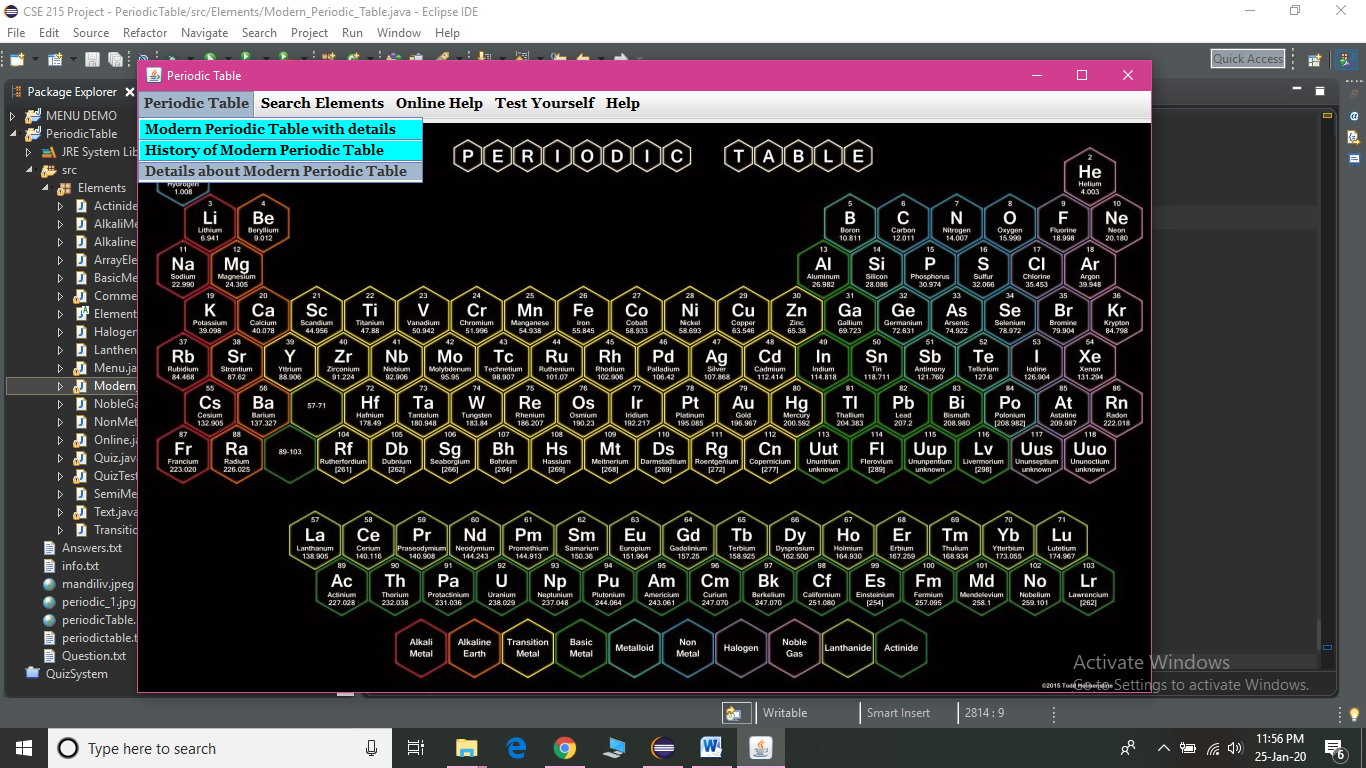 CSE 215 Project - PeriodicTable/src/Elements/Modern_Periodic_Table.java - Eclipse IDE
File Edit Source Refactor Navigate Search Project Run Window Help
Quick Access
Package Explorer
MENU DEMO
PeriodicTable
JRE System Lib
src
Elements
Actinide
AlkaliMe
Alkaline
ArrayEle
BasicMe
Comme
Element
Halogen
Lanthen
Menu.ja
Modern_
NobleGa
NonMet
Online.ja
Quiz.java
QuizTest
SemiMe
Text.java
Transitio
Answers.txt
info.txt
mandiliv.jpeg
periodic_1.jpg
periodicTable.
periodictable.t
Question.txt
QuizSystem
Periodic Table
Periodic Table Search Elements Online Help Test Yourself Help
Modern Periodic Table with details
History of Modern Periodic Table
Details about Modern Periodic Table
PERIODIC TABLE
Hydrogen 1.008
2 He Helium 4.003
3 Li Lithium 6.941
4 Be Beryllium 9.012
5 B Boron 10.811
6 C Carbon 12.011
7 N Nitrogen 14.007
8 O Oxygen 15.999
9 F Fluorine 18.998
10 Ne Neon 20.180
11 Na Sodium 22.990
12 Mg Magnesium 24.305
13 Al Aluminum 26.982
14 Si Silicon 28.086
15 P Phosphorus 30.974
16 S Sulfur 32.066
17 Cl Chlorine 35.453
18 Ar Argon 39.948
19 K Potassium 39.098
20 Ca Calcium 40.078
21 Sc Scandium 44.956
22 Ti Titanium 47.88
23 V Vanadium 50.942
24 Cr Chromium 51.996
25 Mn Manganese 54.938
26 Fe Iron 55.845
27 Co Cobalt 58.933
28 Ni Nickel 58.693
29 Cu Copper 63.546
30 Zn Zinc 65.38
31 Ga Gallium 69.723
32 Ge Germanium 72.631
33 As Arsenic 74.922
34 Se Selenium 78.972
35 Br Bromine 79.904
36 Kr Krypton 84.798
37 Rb Rubidium 84.468
38 Sr Strontium 87.62
39 Y Yttrium 88.906
40 Zr Zirconium 91.224
41 Nb Niobium 92.906
42 Mo Molybdenum 95.95
43 Tc Technetium 98.907
44 Ru Ruthenium 101.07
45 Rh Rhodium 102.906
46 Pd Palladium 106.42
47 Ag Silver 107.868
48 Cd Cadmium 112.414
49 In Indium 114.818
50 Sn Tin 118.711
51 Sb Antimony 121.760
52 Te Tellurium 127.6
53 I Iodine 126.904
54 Xe Xenon 131.294
55 Cs Cesium 132.905
56 Ba Barium 137.327
57-71
72 Hf Hafnium 178.49
73 Ta Tantalum 180.948
74 W Tungsten 183.84
75 Re Rhenium 186.207
76 Os Osmium 190.23
77 Ir Iridium 192.217
78 Pt Platinum 195.085
79 Au Gold 196.967
80 Hg Mercury 200.592
81 Tl Thallium 204.383
82 Pb Lead 207.2
83 Bi Bismuth 208.980
84 Po Polonium [208.982]
85 At Astatine 209.987
86 Rn Radon 222.018
87 Fr Francium 223.020
88 Ra Radium 226.025
89-103
104 Rf Rutherfordium [261]
105 Db Dubnium [262]
106 Sg Seaborgium [266]
107 Bh Bohrium [264]
108 Hs Hassium [269]
109 Mt Meitnerium [268]
110 Ds Darmstadtium [269]
111 Rg Roentgenium [272]
112 Cn Copernicium [277]
113 Uut Ununtrium unknown
114 Fl Flerovium [289]
115 Uup Ununpentium unknown
116 Lv Livermorium [298]
117 Uus Ununseptium unknown
118 Uuo Ununoctium unknown
57 La Lanthanum 138.905
58 Ce Cerium 140.116
59 Pr Praseodymium 140.908
60 Nd Neodymium 144.243
61 Pm Promethium 144.913
62 Sm Samarium 150.36
63 Eu Europium 151.964
64 Gd Gadolinium 157.25
65 Tb Terbium 158.925
66 Dy Dysprosium 162.500
67 Ho Holmium 164.930
68 Er Erbium 167.259
69 Tm Thulium 168.934
70 Yb Ytterbium 173.055
71 Lu Lutetium 174.967
89 Ac Actinium 227.028
90 Th Thorium 232.038
91 Pa Protactinium 231.036
92 U Uranium 238.029
93 Np Neptunium 237.048
94 Pu Plutonium 244.064
95 Am Americium 243.061
96 Cm Curium 247.070
97 Bk Berkelium 247.070
98 Cf Californium 251.080
99 Es Einsteinium [254]
100 Fm Fermium 257.095
101 Md Mendelevium 258.1
102 No Nobelium 259.101
103 Lr Lawrencium [262]
Alkali Metal
Alkaline Earth
Transition Metal
Basic Metal
Metalloid
Non Metal
Halogen
Noble Gas
Lanthanide
Actinide
Activate Windows
Go to Settings to activate Windows.
©2015 Todd
Writable Smart Insert 2814 : 9
Type here to search
11:56 PM
25-Jan-20
6